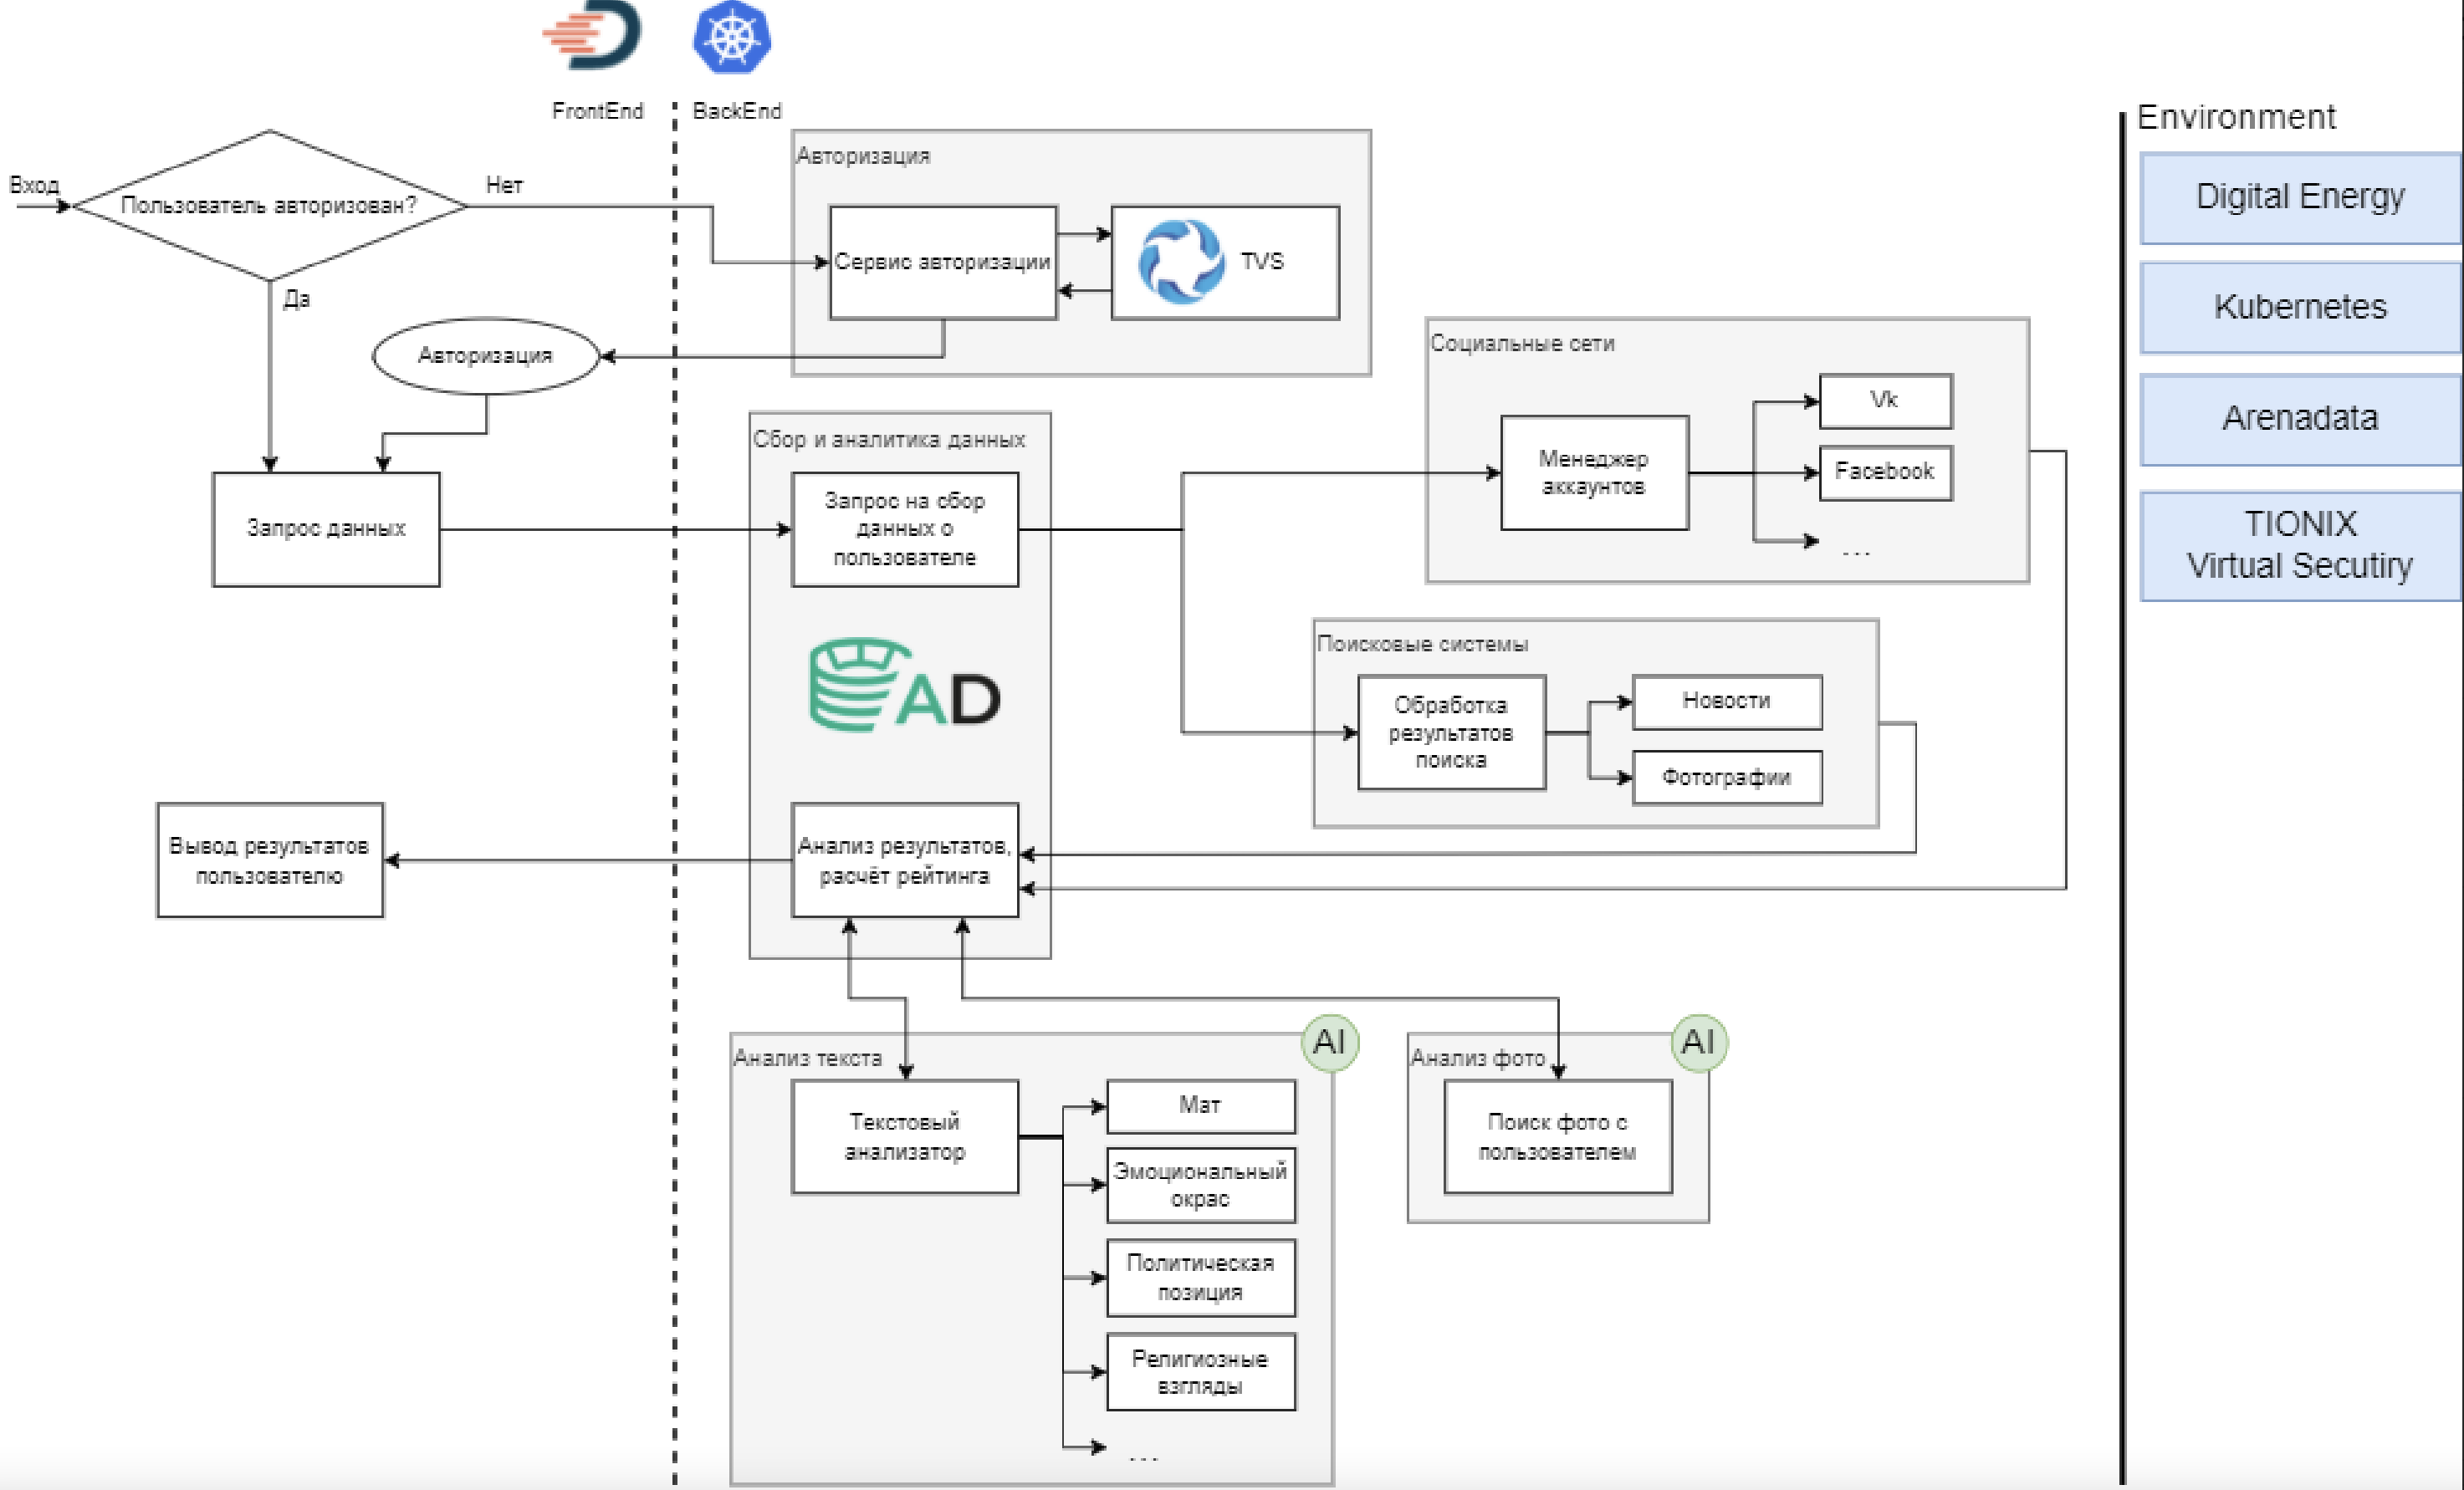 FrontEnd
BackEnd
Environment
Вход
Пользователь авторизован?
Нет
Да
Авторизация
Сервис авторизации
TVS
Авторизация
Digital Energy
Kubernetes
Arenadata
TIONIX
Virtual Secutiry
Социальные сети
Менеджер
аккаунтов
Vk
Facebook
...
Сбор и аналитика данных
Запрос данных
Запрос на сбор
данных о
пользователе
AD
Поисковые системы
Обработка
результатов
поиска
Новости
Фотографии
Вывод результатов
пользователю
Анализ результатов,
расчёт рейтинга
Анализ текста
AI
Текстовый
анализатор
Мат
Эмоциональный
окрас
Политическая
позиция
Религиозные
взгляды
...
Анализ фото
AI
Поиск фото с
пользователем